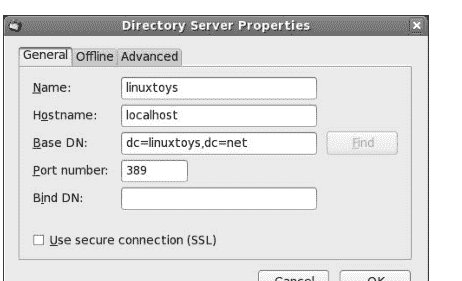 Directory Server Properties
General Offline Advanced
Name: linuxtoys
Hostname: localhost
Base DN: dc=linuxtoys,dc=net Find
Port number: 389
Bind DN:
Use secure connection (SSL)
Cancel OK